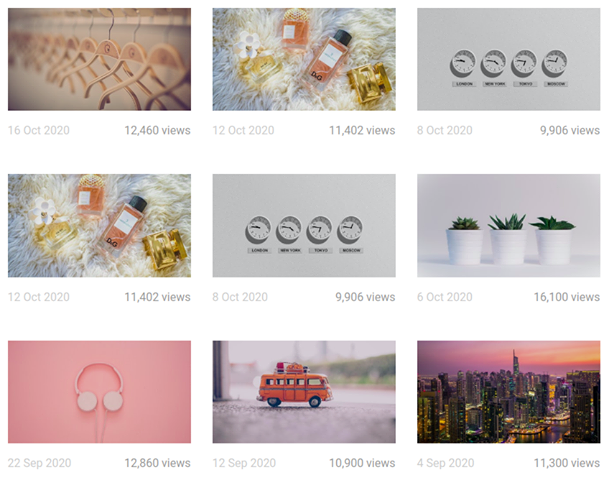 D&G
LONDON NEW YORK TOKYO MOSCOW
16 Oct 2020 12,460 views
12 Oct 2020 11,402 views
8 Oct 2020 9,906 views
D&G
LONDON NEW YORK TOKYO MOSCOW
12 Oct 2020 11,402 views
8 Oct 2020 9,906 views
6 Oct 2020 16,100 views
22 Sep 2020 12,860 views
12 Sep 2020 10,900 views
4 Sep 2020 11,300 views